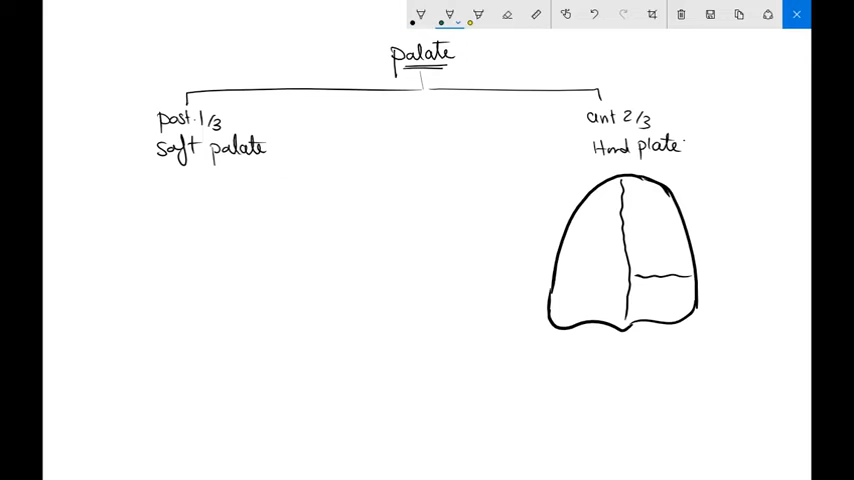 palate
post. 1/3
Soft palate
ant 2/3
Hard plate